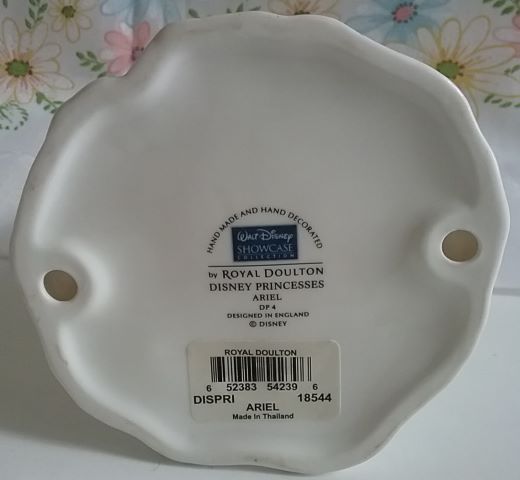 HAND MADE AND HAND DECORATED
WALT DISNEY
SHOWCASE
COLLECTION
by ROYAL DOULTON
DISNEY PRINCESSES
ARIEL
DP 4
DESIGNED IN ENGLAND
© DISNEY
ROYAL DOULTON
6 52383 54239 6
DISPRI 18544
ARIEL
Made In Thailand